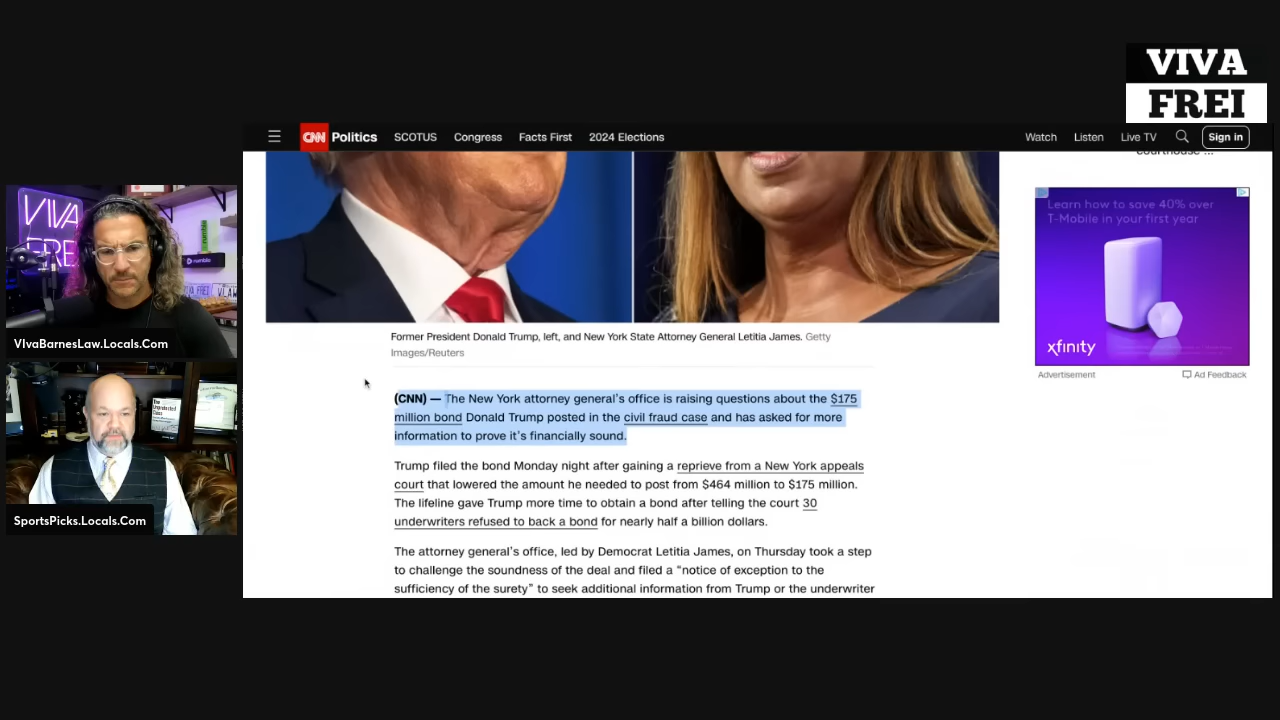 VIVA
FREI
CNN Politics SCOTUS Congress Facts First 2024 Elections Watch Listen Live TV Sign in
courthouse ...
Learn how to save 40% over
T-Mobile in your first year
xfinity
Advertisement Ad Feedback
VIVA
FREI
rumble
VIvaBarnesLaw.Locals.Com
SportsPicks.Locals.Com
Former President Donald Trump, left, and New York State Attorney General Letitia James. Getty
Images/Reuters
(CNN) — The New York attorney general's office is raising questions about the $175
million bond Donald Trump posted in the civil fraud case and has asked for more
information to prove it's financially sound.
Trump filed the bond Monday night after gaining a reprieve from a New York appeals
court that lowered the amount he needed to post from $464 million to $175 million.
The lifeline gave Trump more time to obtain a bond after telling the court 30
underwriters refused to back a bond for nearly half a billion dollars.
The attorney general's office, led by Democrat Letitia James, on Thursday took a step
to challenge the soundness of the deal and filed a “notice of exception to the
sufficiency of the surety” to seek additional information from Trump or the underwriter